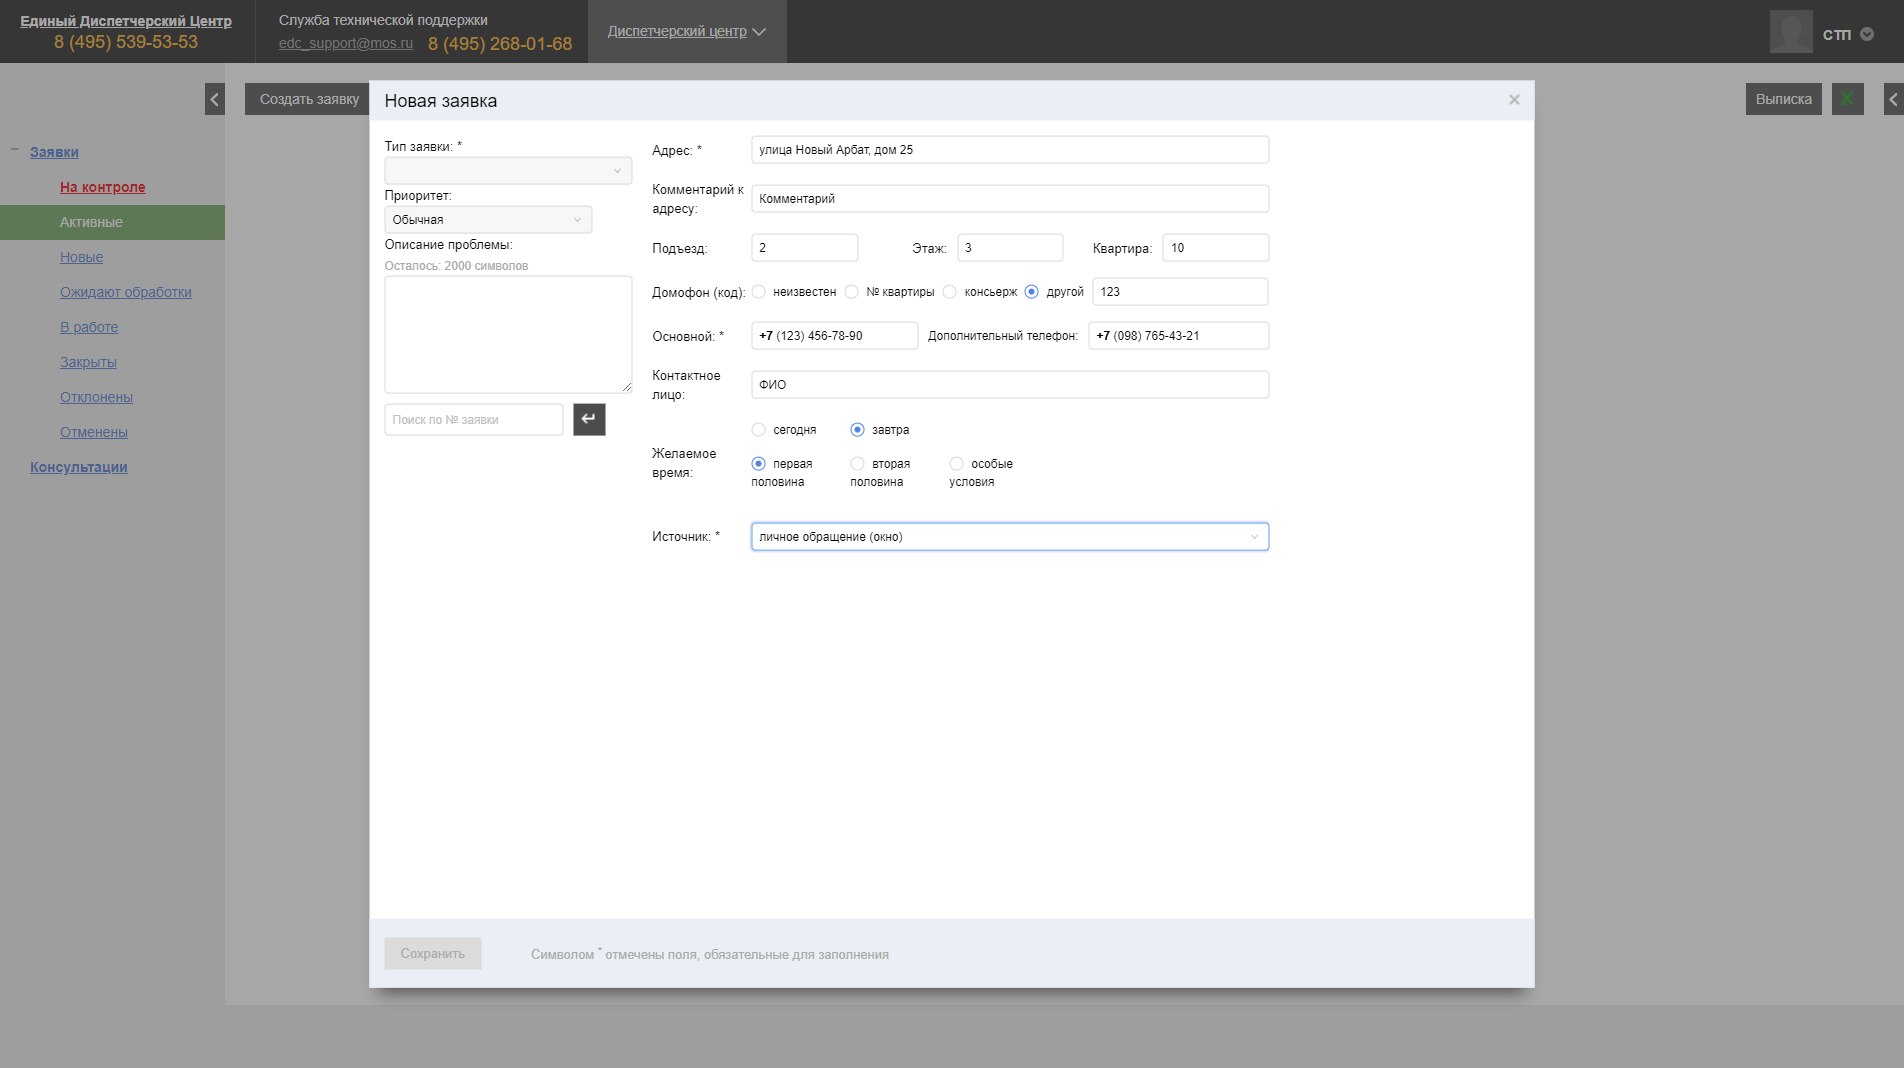 Единый Диспетчерский Центр
8 (495) 539-53-53
Служба технической поддержки
edc_support@mos.ru 8 (495) 268-01-68
Диспетчерский центр
СТП
Создать заявку
Выписка
Заявки
На контроле
Активные
Новые
Ожидают обработки
В работе
Закрыты
Отклонены
Отменены
Консультации
Новая заявка
Тип заявки: *
Приоритет:
Обычная
Описание проблемы:
Осталось: 2000 символов
Поиск по № заявки
Адрес: * улица Новый Арбат, дом 25
Комментарий к адресу: Комментарий
Подъезд: 2 Этаж: 3 Квартира: 10
Домофон (код): неизвестен № квартиры консьерж другой 123
Основной: * +7 (123) 456-78-90 Дополнительный телефон: +7 (098) 765-43-21
Контактное лицо: ФИО
сегодня завтра
Желаемое время: первая половина вторая половина особые условия
Источник: * личное обращение (окно)
Сохранить Символом * отмечены поля, обязательные для заполнения